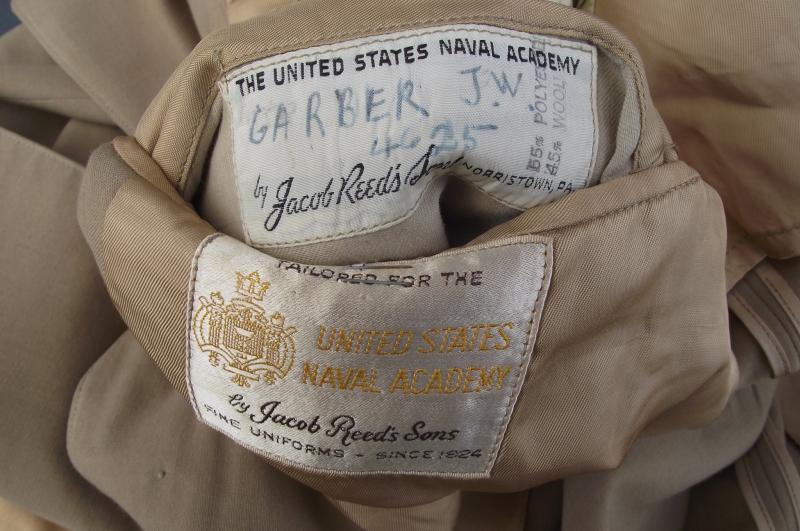 THE UNITED STATES NAVAL ACADEMY
GARBER J.W.
4625
55% POLYESTE
45% WOOL
by Jacob Reed's Sons NORRISTOWN, PA
TAILORED FOR THE
UNITED STATES
NAVAL ACADEMY
by Jacob Reed's Sons
FINE UNIFORMS - SINCE 1824